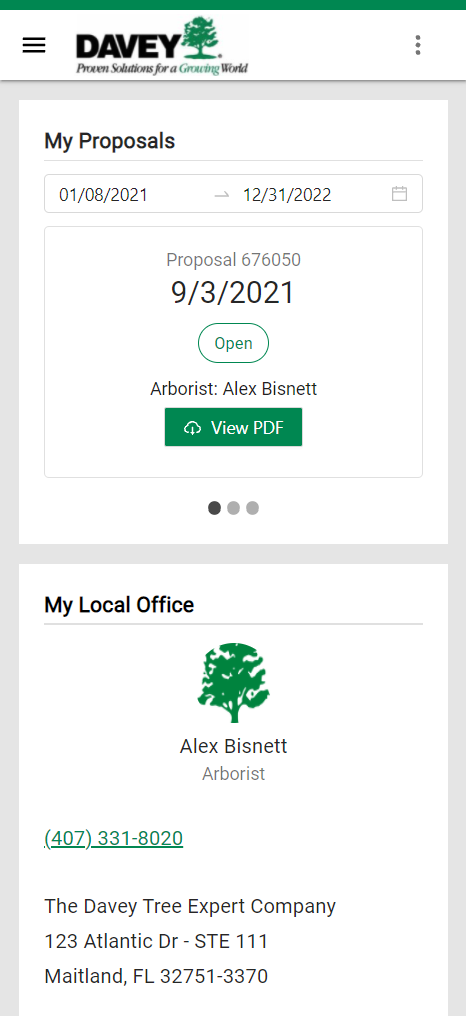 DAVEY
Proven Solutions for a Growing World
My Proposals
01/08/2021 → 12/31/2022
Proposal 676050
9/3/2021
Open
Arborist: Alex Bisnett
View PDF
My Local Office
Alex Bisnett
Arborist
(407) 331-8020
The Davey Tree Expert Company
123 Atlantic Dr - STE 111
Maitland, FL 32751-3370